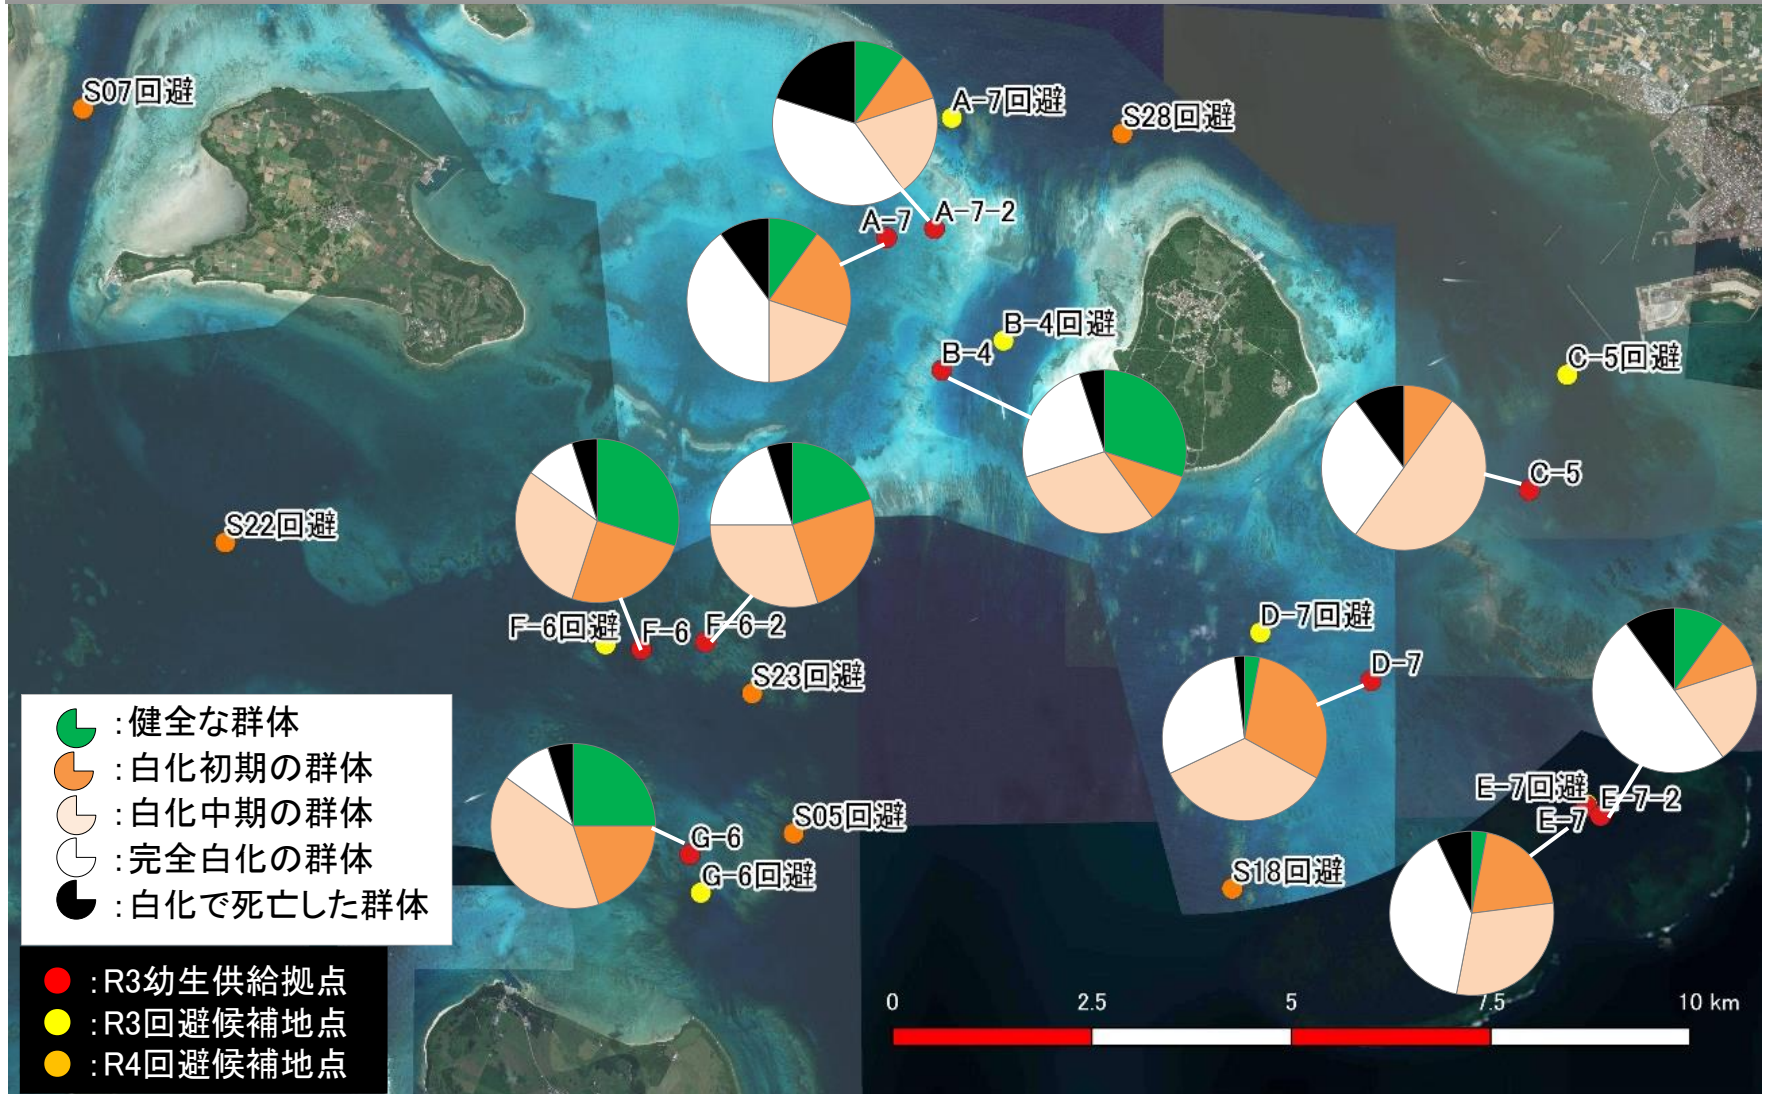 S07回避
A-7回避
S28回避
A-7
A-7-2
B-4回避
B-4
C-5回避
C-5
S22回避
F-6回避
F-6
F-6-2
D-7回避
D-7
S23回避
E-7回避
E-7-2
E-7
S05回避
G-6
G-6回避
S18回避
:健全な群体
:白化初期の群体
:白化中期の群体
:完全白化の群体
:白化で死亡した群体
:R3幼生供給拠点
:R3回避候補地点
:R4回避候補地点
0 2.5 5 7.5 10 km